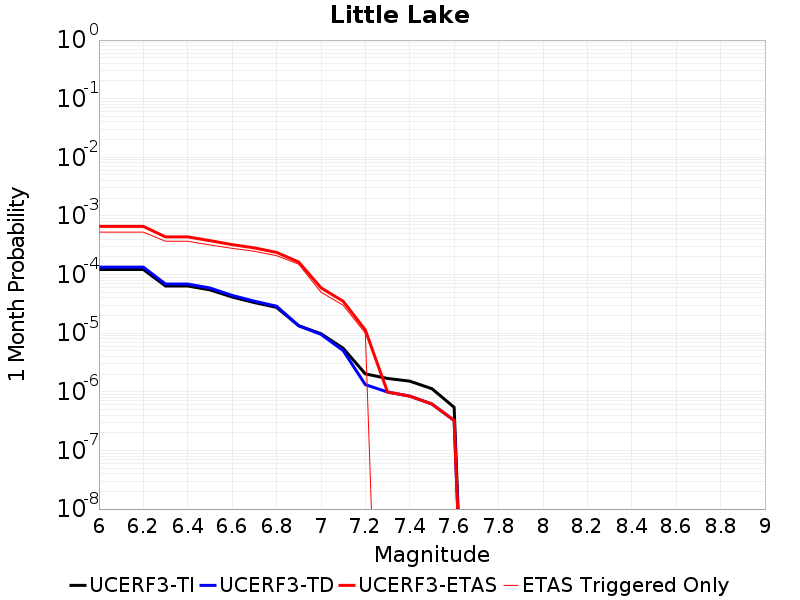 Little Lake
10^0
10^-1
10^-2
10^-3
10^-4
10^-5
10^-6
10^-7
10^-8
1 Month Probability
6 6.2 6.4 6.6 6.8 7 7.2 7.4 7.6 7.8 8 8.2 8.4 8.6 8.8 9
Magnitude
UCERF3-TI UCERF3-TD UCERF3-ETAS ETAS Triggered Only